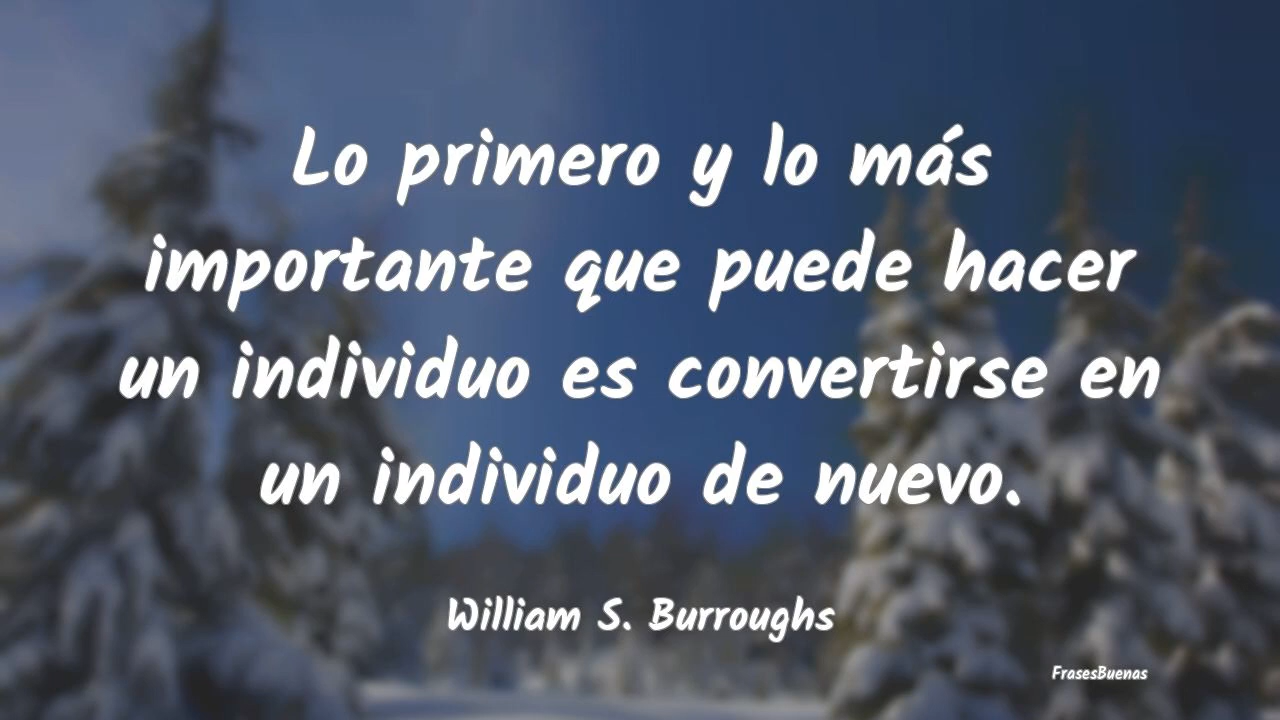 Lo primero y lo más
importante que puede hacer
un individuo es convertirse en
un individuo de nuevo.
William S. Burroughs
FrasesBuenas